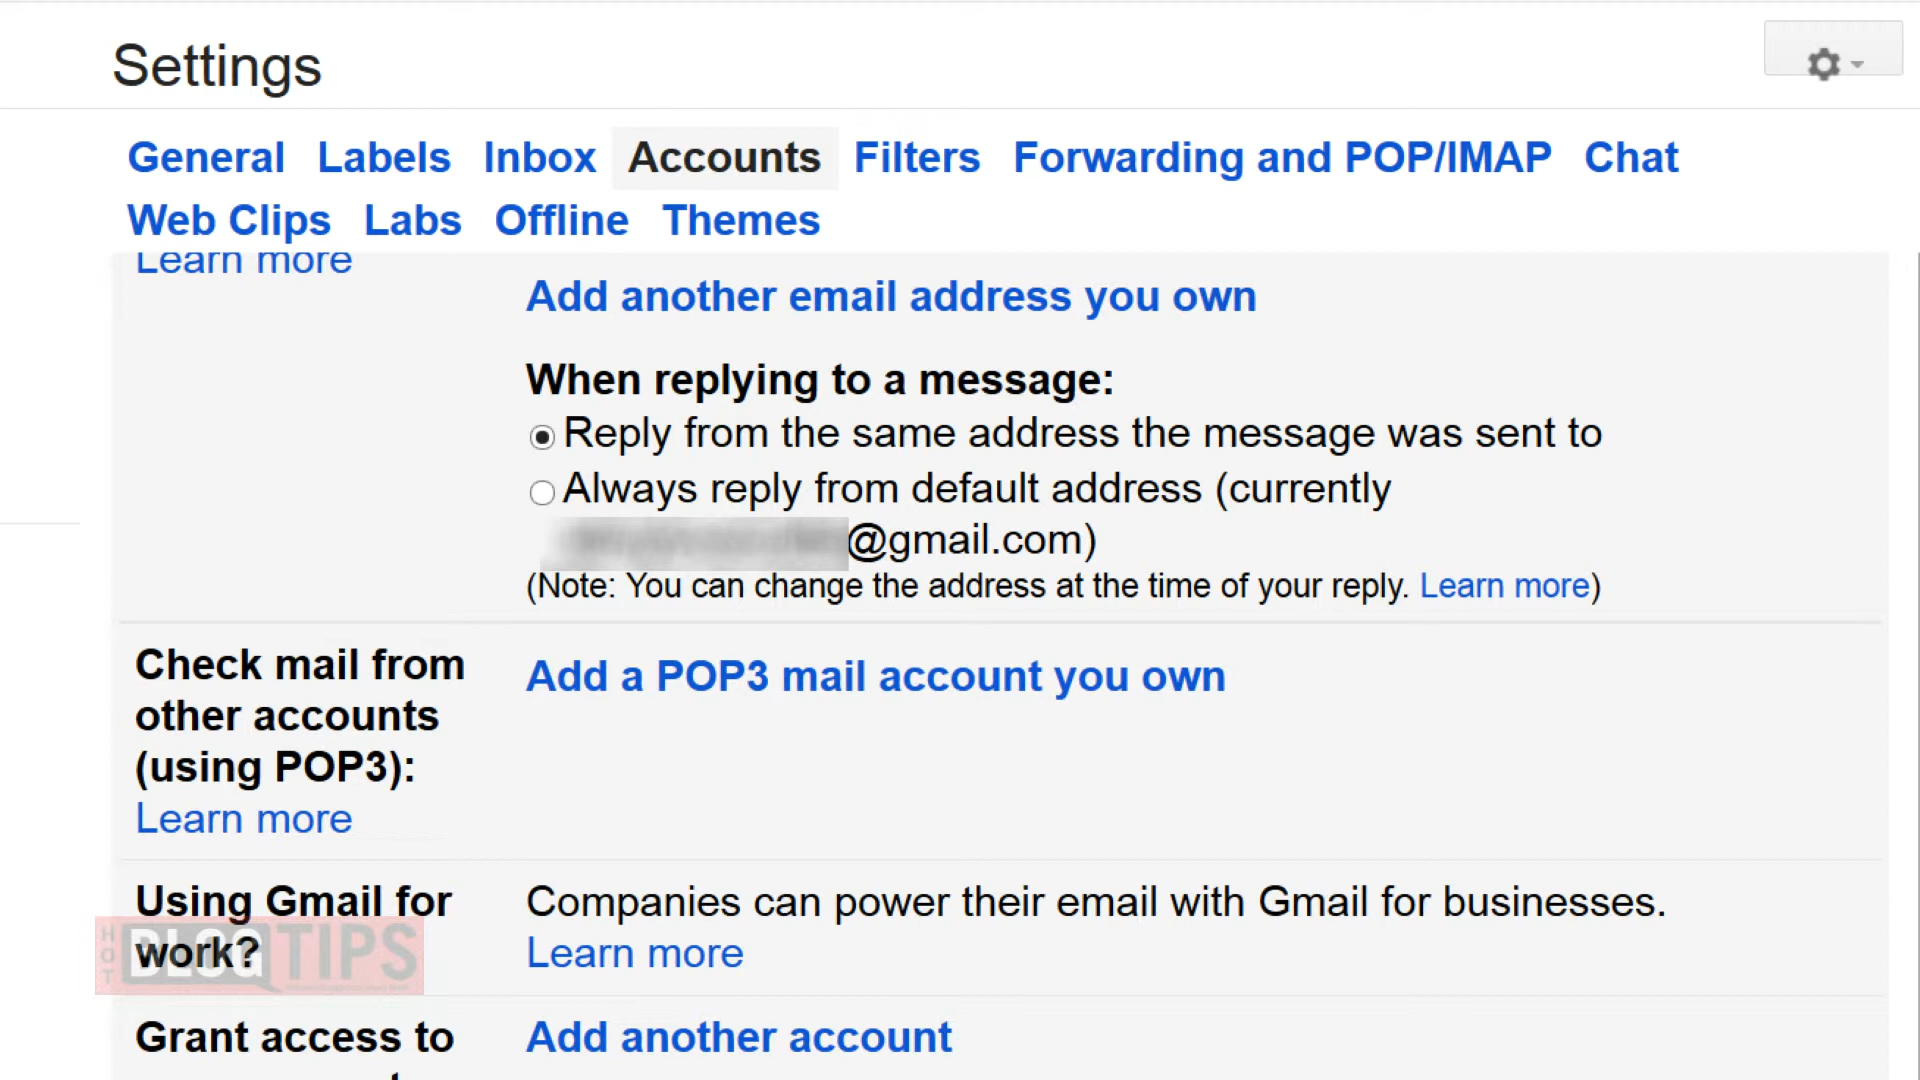 Settings
General Labels Inbox Accounts Filters Forwarding and POP/IMAP Chat
Web Clips Labs Offline Themes
Learn more
Add another email address you own
When replying to a message:
Reply from the same address the message was sent to
Always reply from default address (currently
@gmail.com)
(Note: You can change the address at the time of your reply. Learn more)
Check mail from
other accounts
(using POP3):
Learn more
Add a POP3 mail account you own
Using Gmail for
work?
Companies can power their email with Gmail for businesses.
Learn more
HOT BLOG TIPS
Grant access to
Add another account